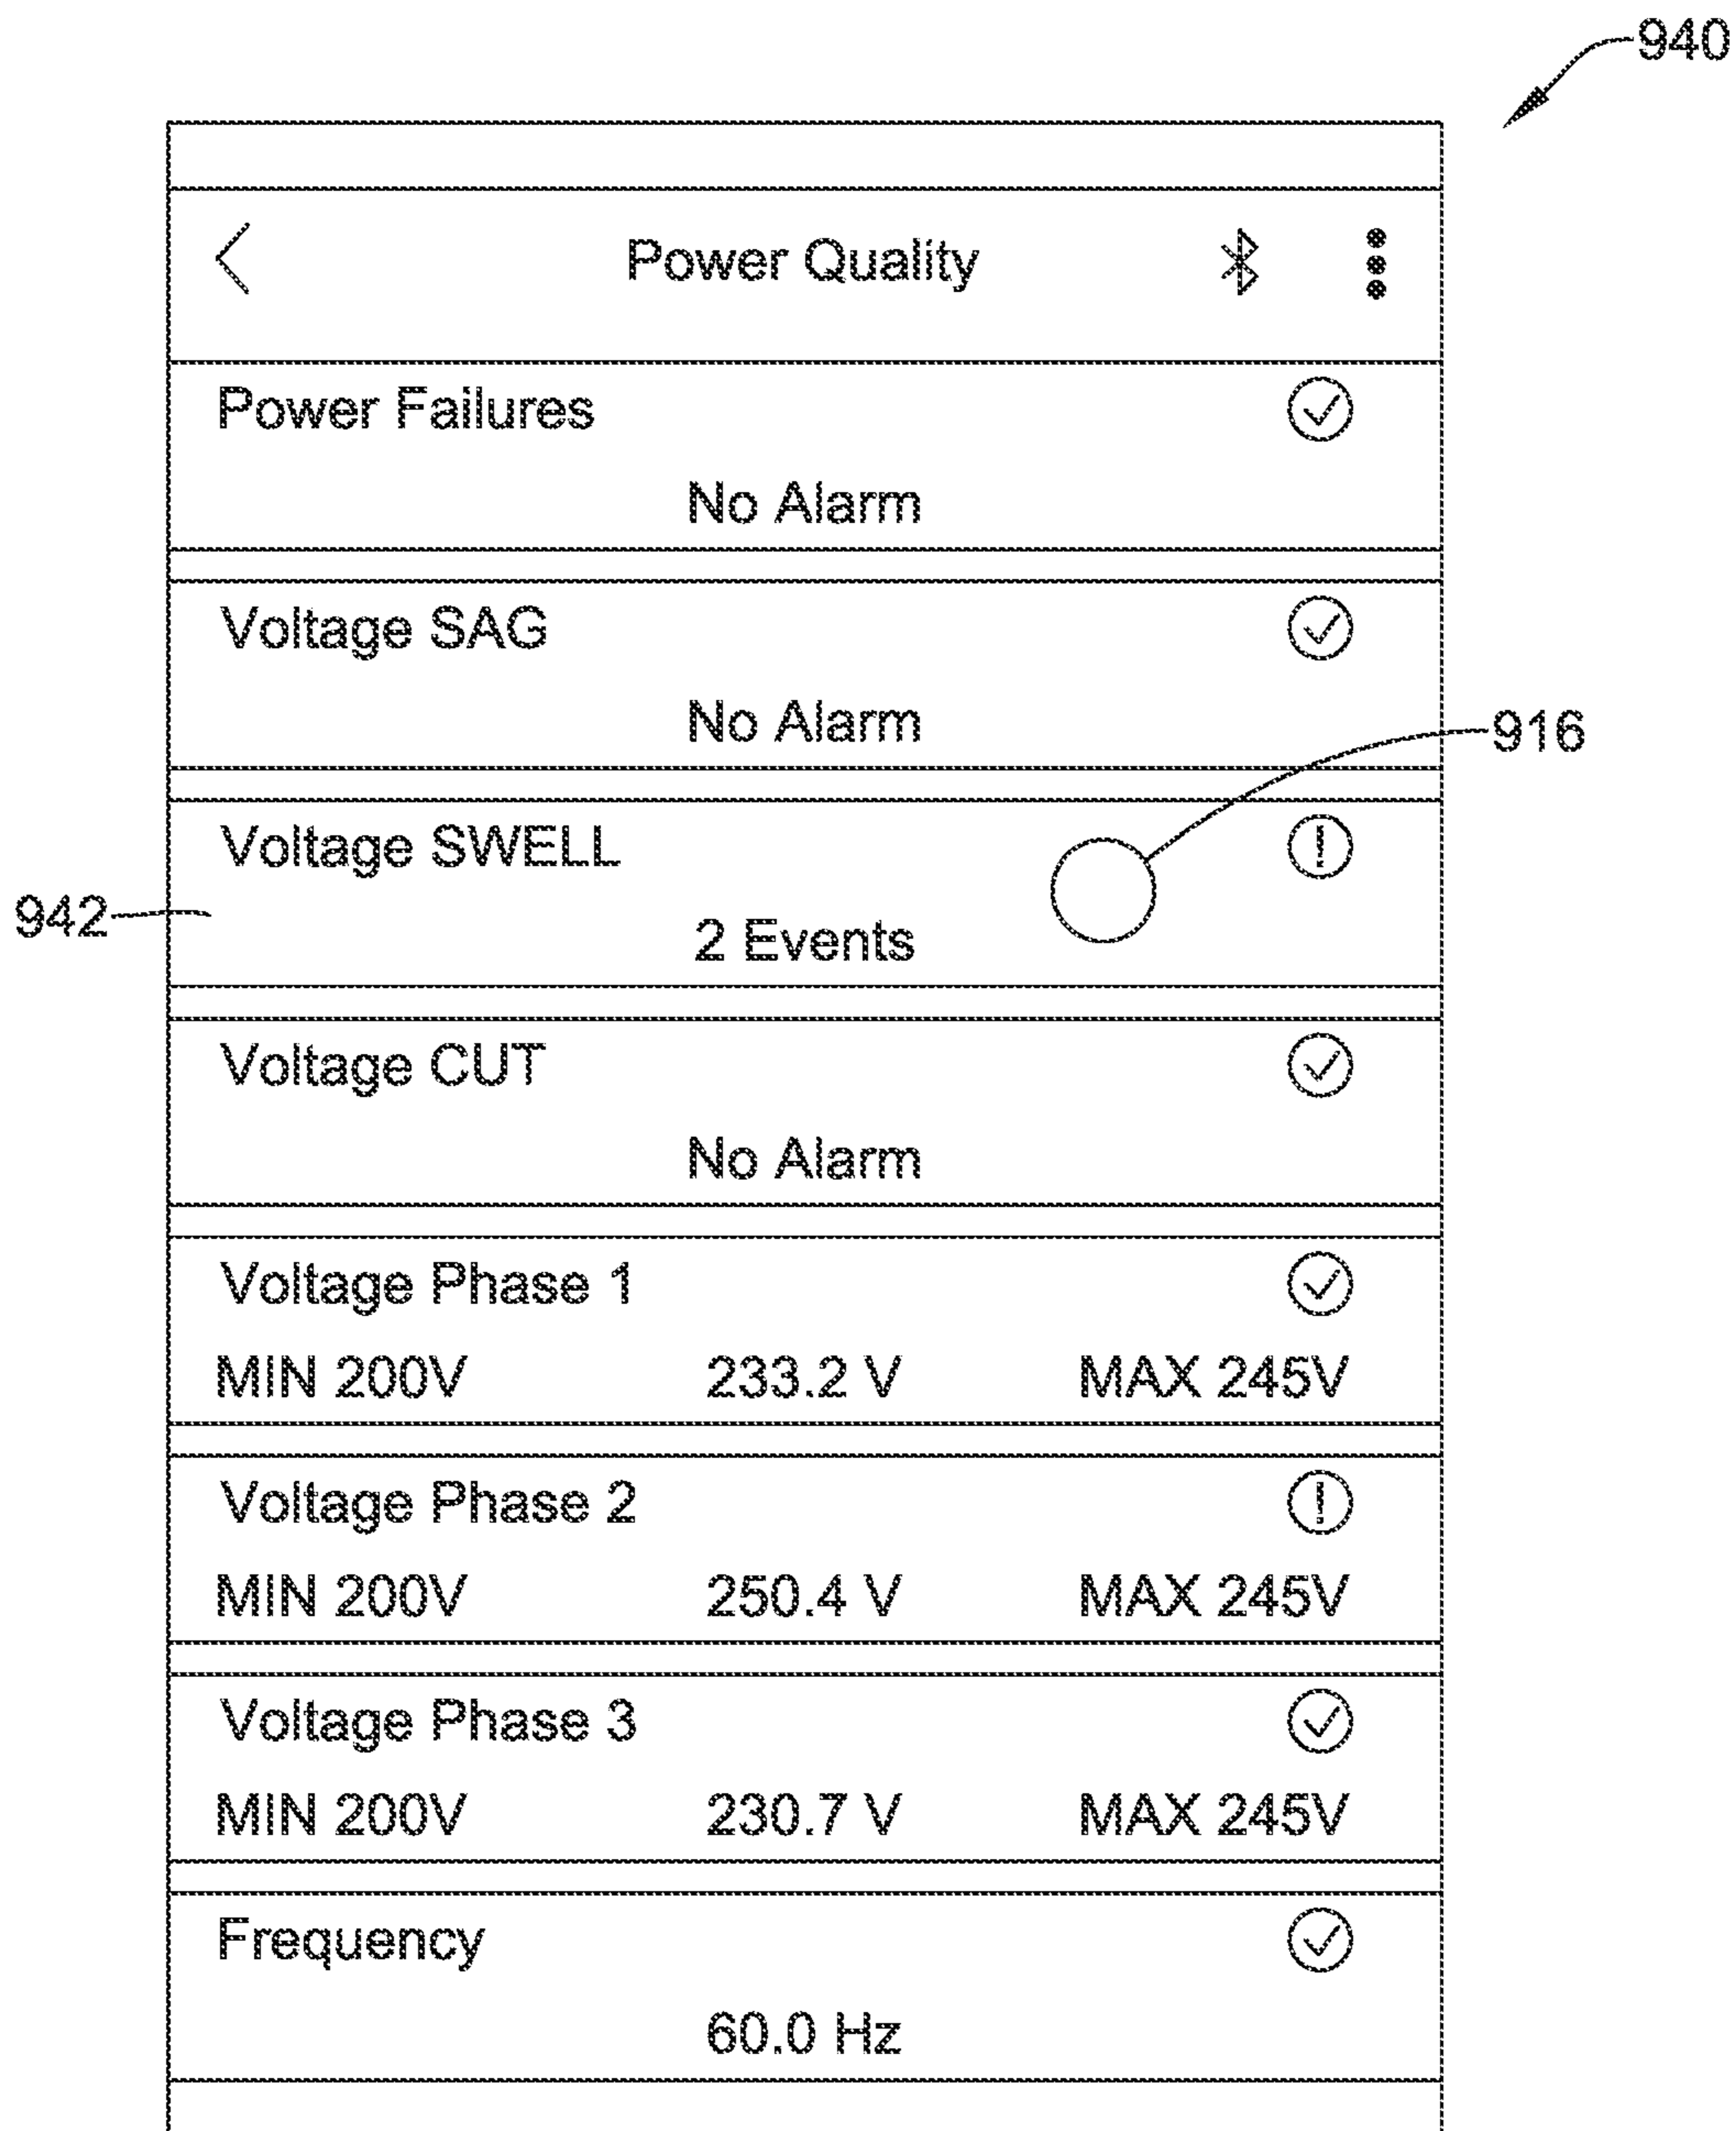 940
Power Quality
Power Failures
No Alarm
Voltage SAG
No Alarm
916
Voltage SWELL
942
2 Events
Voltage CUT
No Alarm
Voltage Phase 1
MIN 200V 233.2 V MAX 245V
Voltage Phase 2
MIN 200V 250.4 V MAX 245V
Voltage Phase 3
MIN 200V 230.7 V MAX 245V
Frequency
60.0 Hz